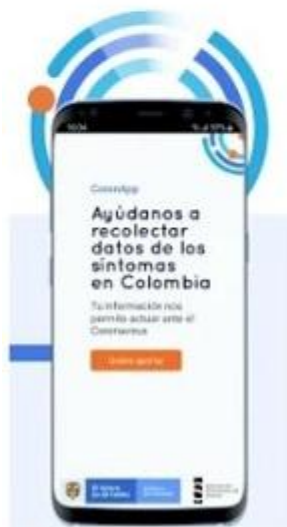 CoronApp
Ayúdanos a
recolectar
datos de los
síntomas
en Colombia
Tu información nos
permite actuar ante el
Coronavirus